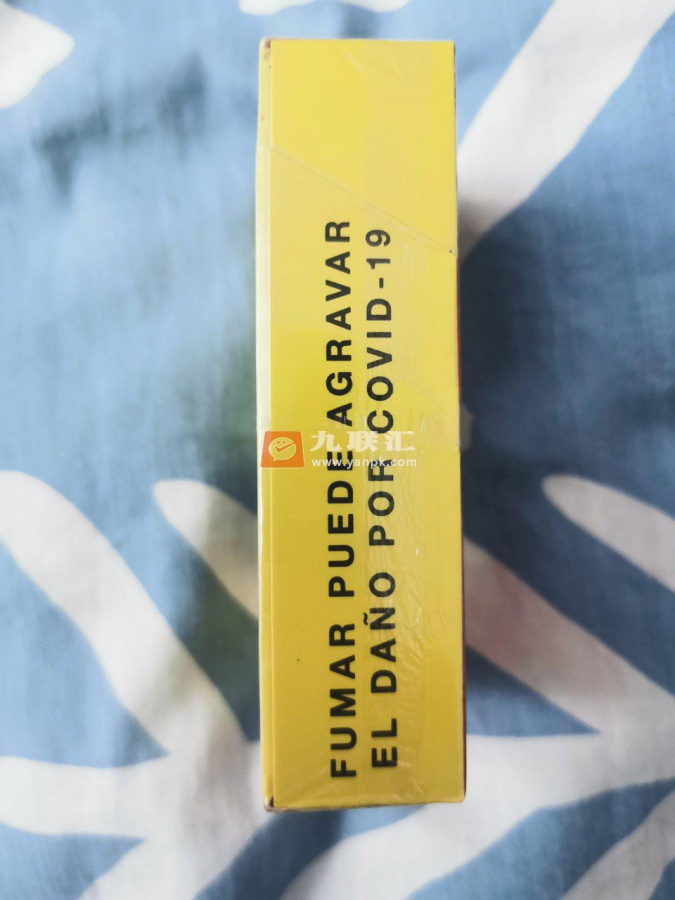 FUMAR PUEDE AGRAVAR
EL DAÑO POR COVID-19
九联汇
www.yanpk.com